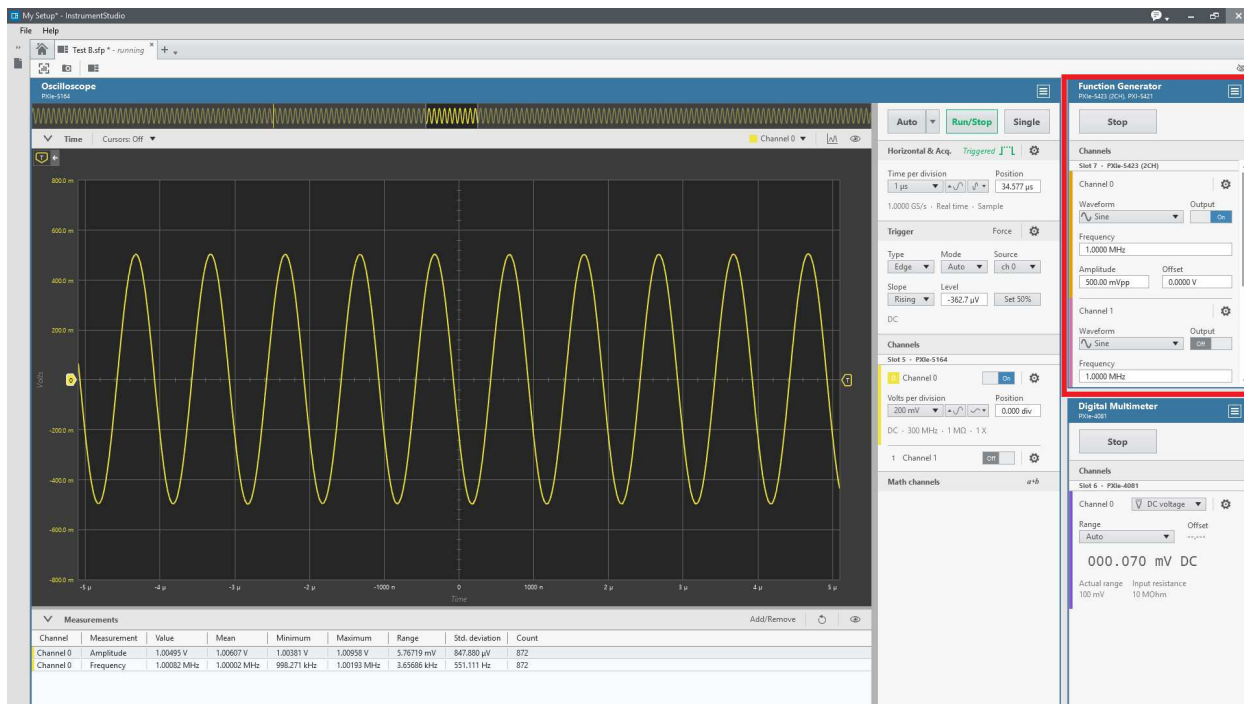 My Setup* - InstrumentStudio
File Help
Test B.sfp * - running
Oscilloscope
PXIe-5164
Time Cursors: Off Channel 0
T
800.0 m
600.0 m
400.0 m
200.0 m
Volts
0
T
-200.0 m
-400.0 m
-600.0 m
-800.0 m
-5 µ -4 µ -3 µ -2 µ -1000 n 0 1000 n 2 µ 3 µ 4 µ 5 µ
Time
Measurements Add/Remove
Channel Measurement Value Mean Minimum Maximum Range Std. deviation Count
Channel 0 Amplitude 1.00495 V 1.00607 V 1.00381 V 1.00958 V 5.76719 mV 847.880 µV 872
Channel 0 Frequency 1.00082 MHz 1.00002 MHz 998.271 kHz 1.00193 MHz 3.65686 kHz 551.111 Hz 872
Auto Run/Stop Single
Horizontal & Acq. Triggered
Time per division Position
1 µs 34.577 µs
1.0000 GS/s - Real time - Sample
Trigger Force
Type Mode Source
Edge Auto ch 0
Slope Level
Rising -362.7 µV Set 50%
DC
Channels
Slot 5 - PXIe-5164
0 Channel 0 On
Volts per division Position
200 mV 0.000 div
DC - 300 MHz - 1 MΩ - 1 X
1 Channel 1 Off
Math channels a+b
Function Generator
PXIe-5423 (2CH), PXI-5421
Stop
Channels
Slot 7 - PXIe-5423 (2CH)
Channel 0
Waveform Output
Sine On
Frequency
1.0000 MHz
Amplitude Offset
500.00 mVpp 0.0000 V
Channel 1
Waveform Output
Sine Off
Frequency
1.0000 MHz
Digital Multimeter
PXIe-4081
Stop
Channels
Slot 6 - PXIe-4081
Channel 0 DC voltage
Range Offset
Auto --.---
000.070 mV DC
Actual range Input resistance
100 mV 10 MOhm